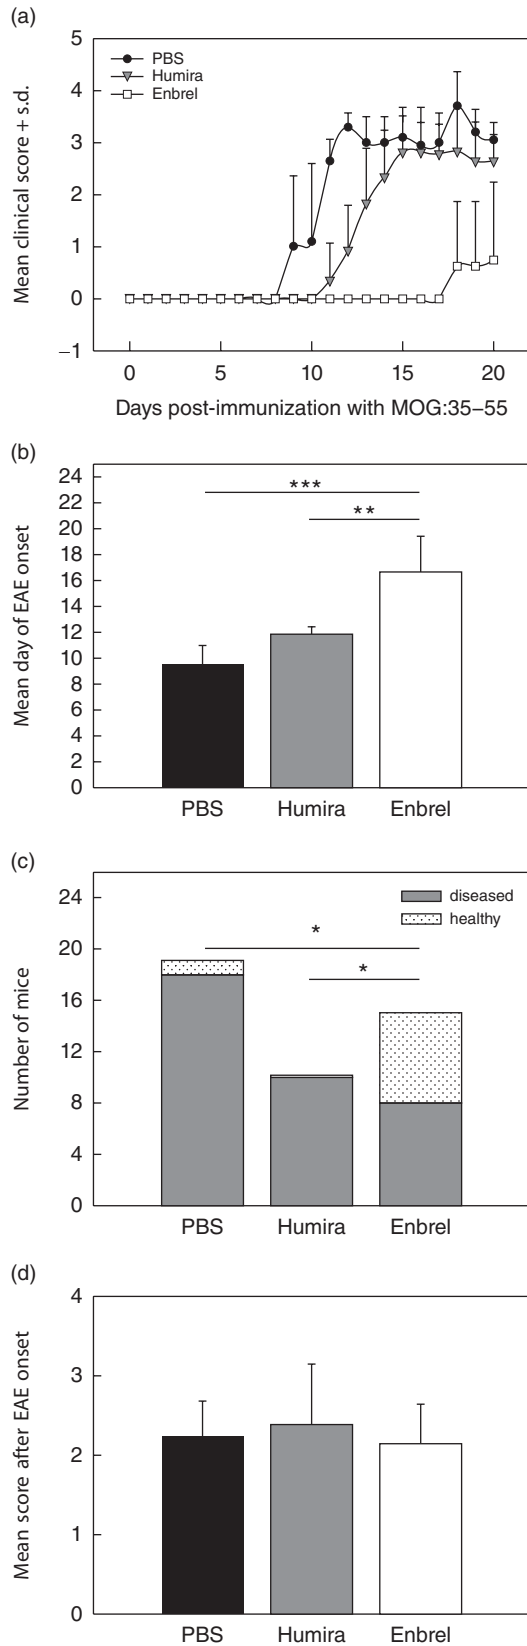 (a)
5
4
3
2
1
0
−1
Mean clinical score + s.d.
PBS
Humira
Enbrel
0 5 10 15 20
Days post-immunization with MOG:35–55
(b)
24
22
20
18
16
14
12
10
8
6
4
2
0
Mean day of EAE onset
***
**
PBS Humira Enbrel
(c)
24
20
16
12
8
4
0
Number of mice
diseased
healthy
*
*
PBS Humira Enbrel
(d)
4
3
2
1
0
Mean score after EAE onset
PBS Humira Enbrel